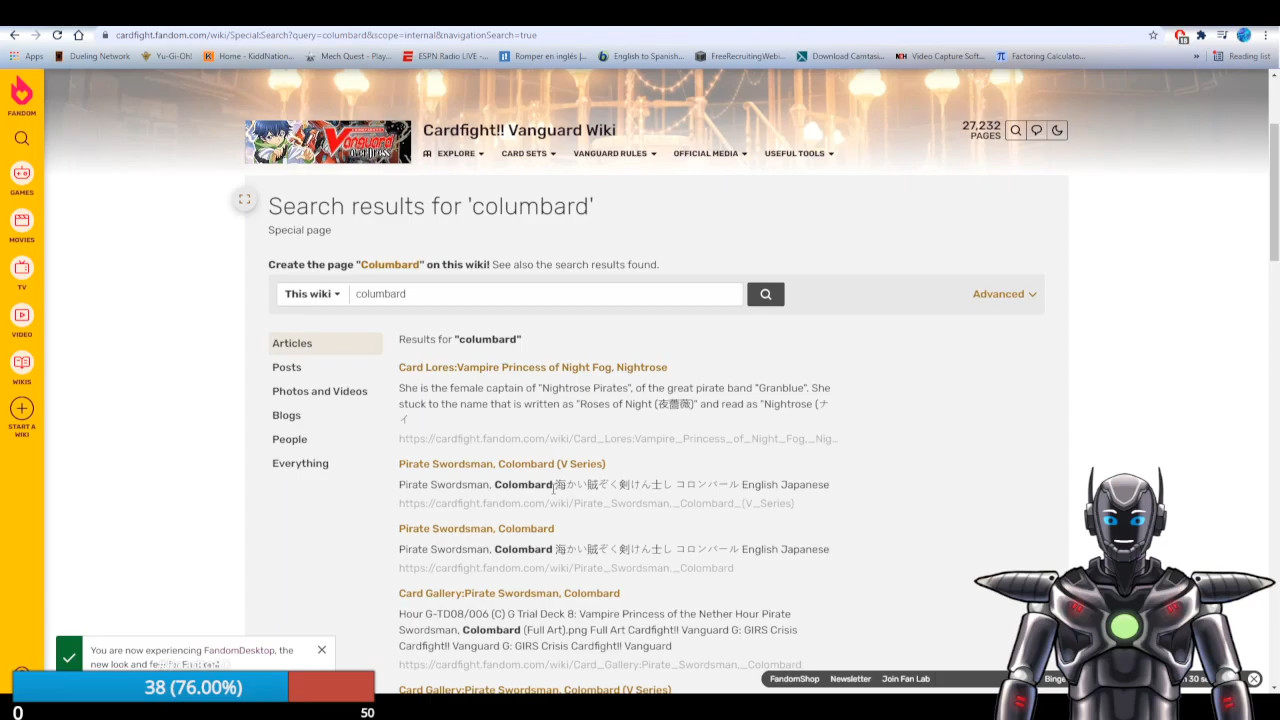 cardfight.fandom.com/wiki/Special:Search?query=columbard&scope=internal&navigationSearch=true
Apps
Dueling Network
Yu-Gi-Oh!
Home - KiddNation...
Mech Quest - Play...
ESPN Radio LIVE -...
Romper en inglés |...
English to Spanish...
FreeRecruitingWebi...
Download Camtasi...
Video Capture Soft...
Factoring Calculato...
»
Reading list
FANDOM
GAMES
MOVIES
TV
VIDEO
WIKIS
START A
WIKI
VANGUARD
overDress
Cardfight!! Vanguard Wiki
27,232
PAGES
EXPLORE
CARD SETS
VANGUARD RULES
OFFICIAL MEDIA
USEFUL TOOLS
Search results for 'columbard'
Special page
Create the page "Columbard" on this wiki! See also the search results found.
This wiki
columbard
Advanced
Articles
Posts
Photos and Videos
Blogs
People
Everything
Results for "columbard"
Card Lores:Vampire Princess of Night Fog, Nightrose
She is the female captain of "Nightrose Pirates", of the great pirate band "Granblue". She
stuck to the name that is written as "Roses of Night (夜薔薇)" and read as "Nightrose (ナ
イ
https://cardfight.fandom.com/wiki/Card_Lores:Vampire_Princess_of_Night_Fog,_Nig...
Pirate Swordsman, Colombard (V Series)
Pirate Swordsman, Colombard 海かい賊ぞく剣けん士し コロンバール English Japanese
https://cardfight.fandom.com/wiki/Pirate_Swordsman,_Colombard_(V_Series)
Pirate Swordsman, Colombard
Pirate Swordsman, Colombard 海かい賊ぞく剣けん士し コロンバール English Japanese
https://cardfight.fandom.com/wiki/Pirate_Swordsman,_Colombard
Card Gallery:Pirate Swordsman, Colombard
Hour G-TD08/006 (C) G Trial Deck 8: Vampire Princess of the Nether Hour Pirate
Swordsman, Colombard (Full Art).png Full Art Cardfight!! Vanguard G: GIRS Crisis
Cardfight!! Vanguard G: GIRS Crisis Cardfight!! Vanguard
https://cardfight.fandom.com/wiki/Card_Gallery:Pirate_Swordsman,_Colombard
Card Gallery:Pirate Swordsman, Colombard (V Series)
You are now experiencing FandomDesktop, the
new look and
38 (76.00%)
0
50
FandomShop
Newsletter
Join Fan Lab